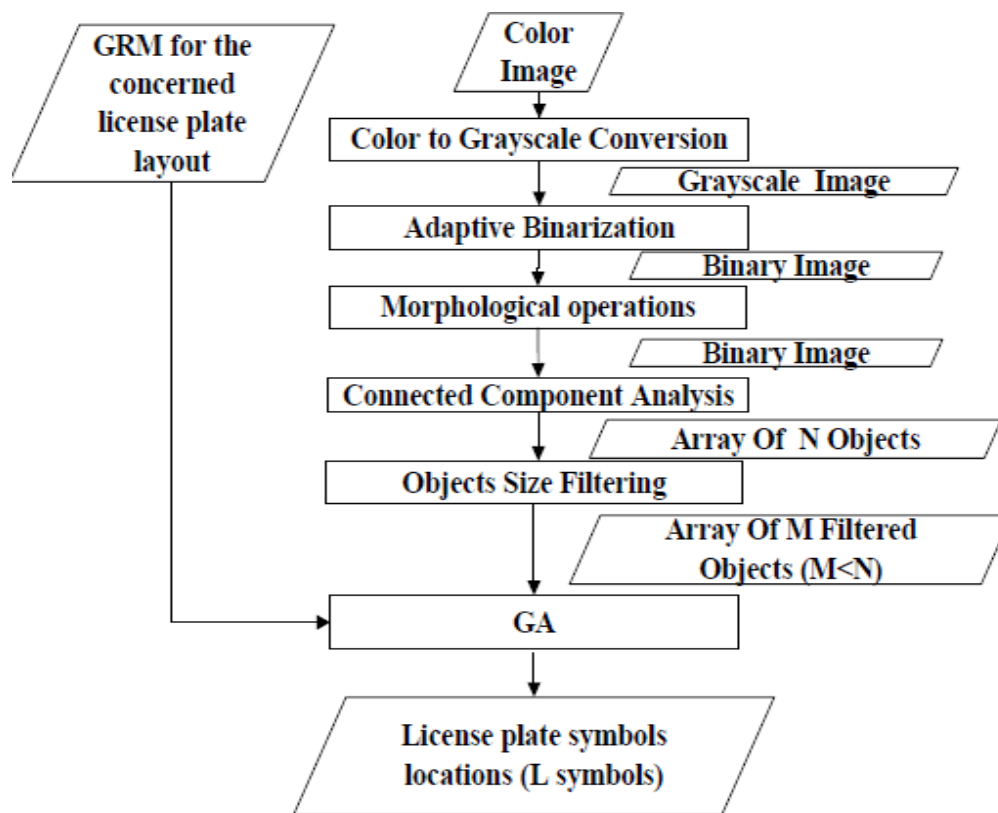 GRM for the
concerned
license plate
layout
Color
Image
Color to Grayscale Conversion
Grayscale Image
Adaptive Binarization
Binary Image
Morphological operations
Binary Image
Connected Component Analysis
Array Of N Objects
Objects Size Filtering
Array Of M Filtered
Objects (M<N)
GA
License plate symbols
locations (L symbols)